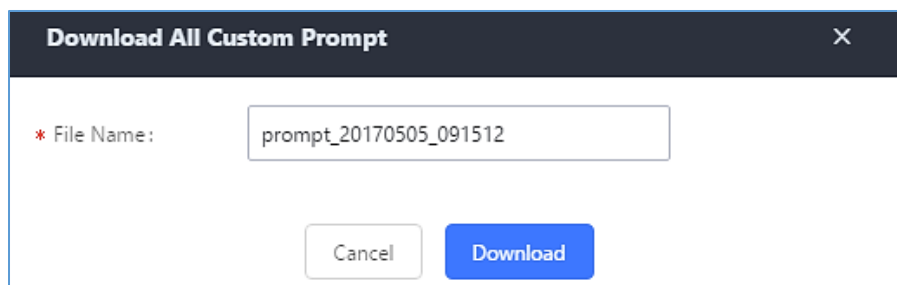 Download All Custom Prompt
* File Name: prompt_20170505_091512
Cancel Download